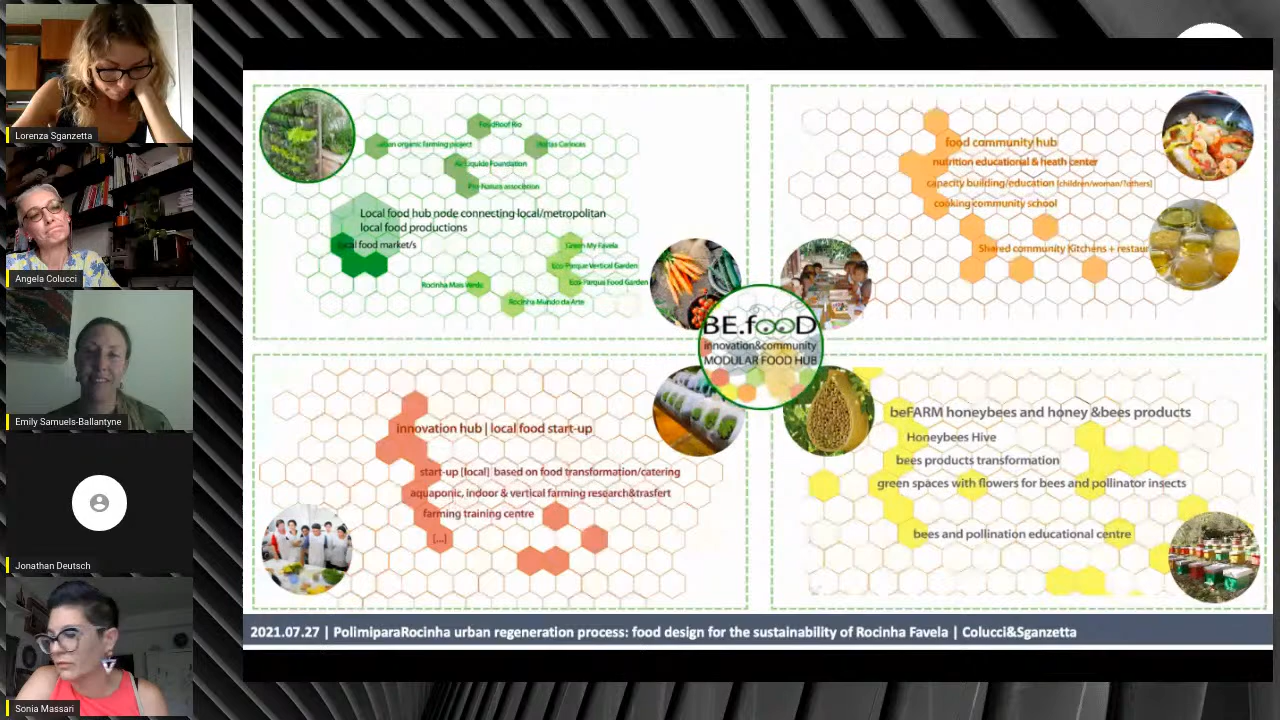 Lorenza Sganzetta
Angela Colucci
Emily Samuels-Ballantyne
Jonathan Deutsch
Sonia Massari
FoodRoof Rio
organic farming project
Hortas Cariocas
Air Liquide Foundation
Pro-Natura association
Local food hub node connecting local/metropolitan
local food productions
local food market/s
Green My Favela
Eco-Parque Vertical Garden
Eco-Parque Food Garden
Rocinha Mais Verde
Rocinha Mundo da Arte
food community hub
nutrition educational & heath center
capacity building/education [children/woman/?others]
cooking community school
Shared community Kitchens + restaur
BE.fooD
innovation&community
MODULAR FOOD HUB
innovation hub | local food start-up
start-up [local] based on food transformation/catering
aquaponic, indoor & vertical farming research&trasfert
farming training centre
[...]
beFARM honeybees and honey &bees products
Honeybees Hive
bees products transformation
green spaces with flowers for bees and pollinator insects
bees and pollination educational centre
2021.07.27 | PolimiparaRocinha urban regeneration process: food design for the sustainability of Rocinha Favela | Colucci&Sganzetta